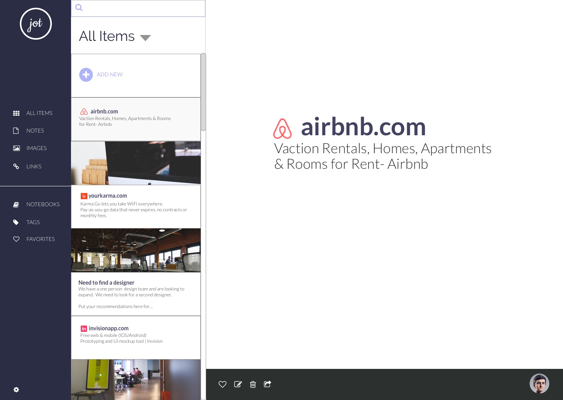 jot
All Items
ADD NEW
ALL ITEMS
NOTES
IMAGES
LINKS
NOTEBOOKS
TAGS
FAVORITES
airbnb.com
Vaction Rentals, Homes, Apartments & Rooms
for Rent- Airbnb
yourkarma.com
Karma Go lets you take WiFi everywhere.
Pay-as-you-go data that never expires, no contracts or
monthly fees.
Need to find a designer
We have a one person design team and are looking to
expand. We need to look for a second designer.
Put your recommendations here for...
invisionapp.com
Free web & mobile (iOS/Android)
Prototyping and UI mockup tool | Invision
airbnb.com
Vaction Rentals, Homes, Apartments
& Rooms for Rent- Airbnb